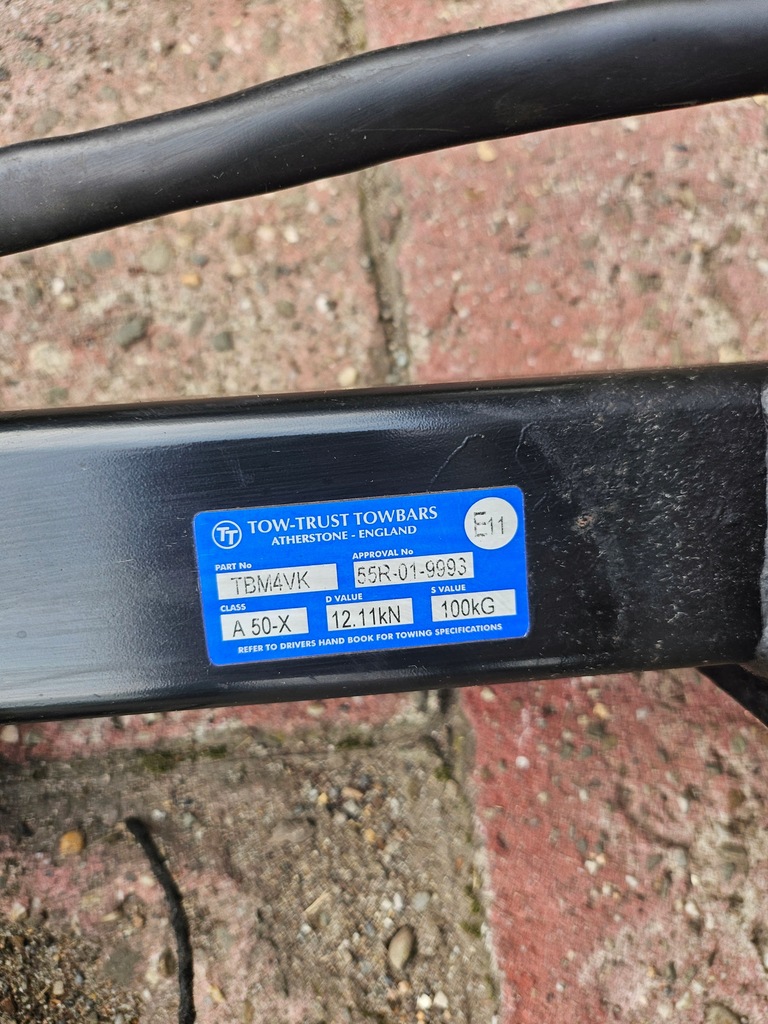 TT TOW-TRUST TOWBARS
ATHERSTONE - ENGLAND
E11
PART No
TBM4VK
APPROVAL No
55R-01-9993
CLASS
A 50-X
D VALUE
12.11kN
S VALUE
100kG
REFER TO DRIVERS HAND BOOK FOR TOWING SPECIFICATIONS